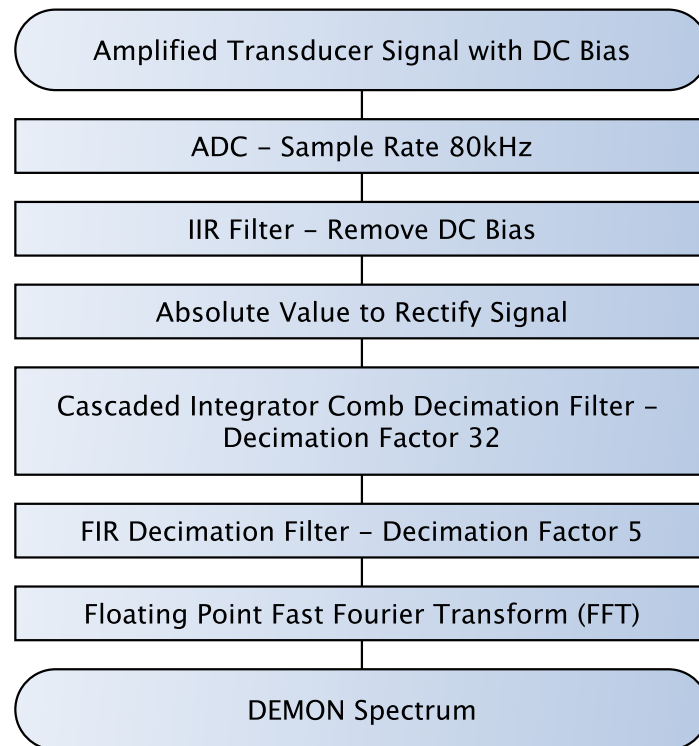 Amplified Transducer Signal with DC Bias
ADC – Sample Rate 80kHz
IIR Filter – Remove DC Bias
Absolute Value to Rectify Signal
Cascaded Integrator Comb Decimation Filter –
Decimation Factor 32
FIR Decimation Filter – Decimation Factor 5
Floating Point Fast Fourier Transform (FFT)
DEMON Spectrum